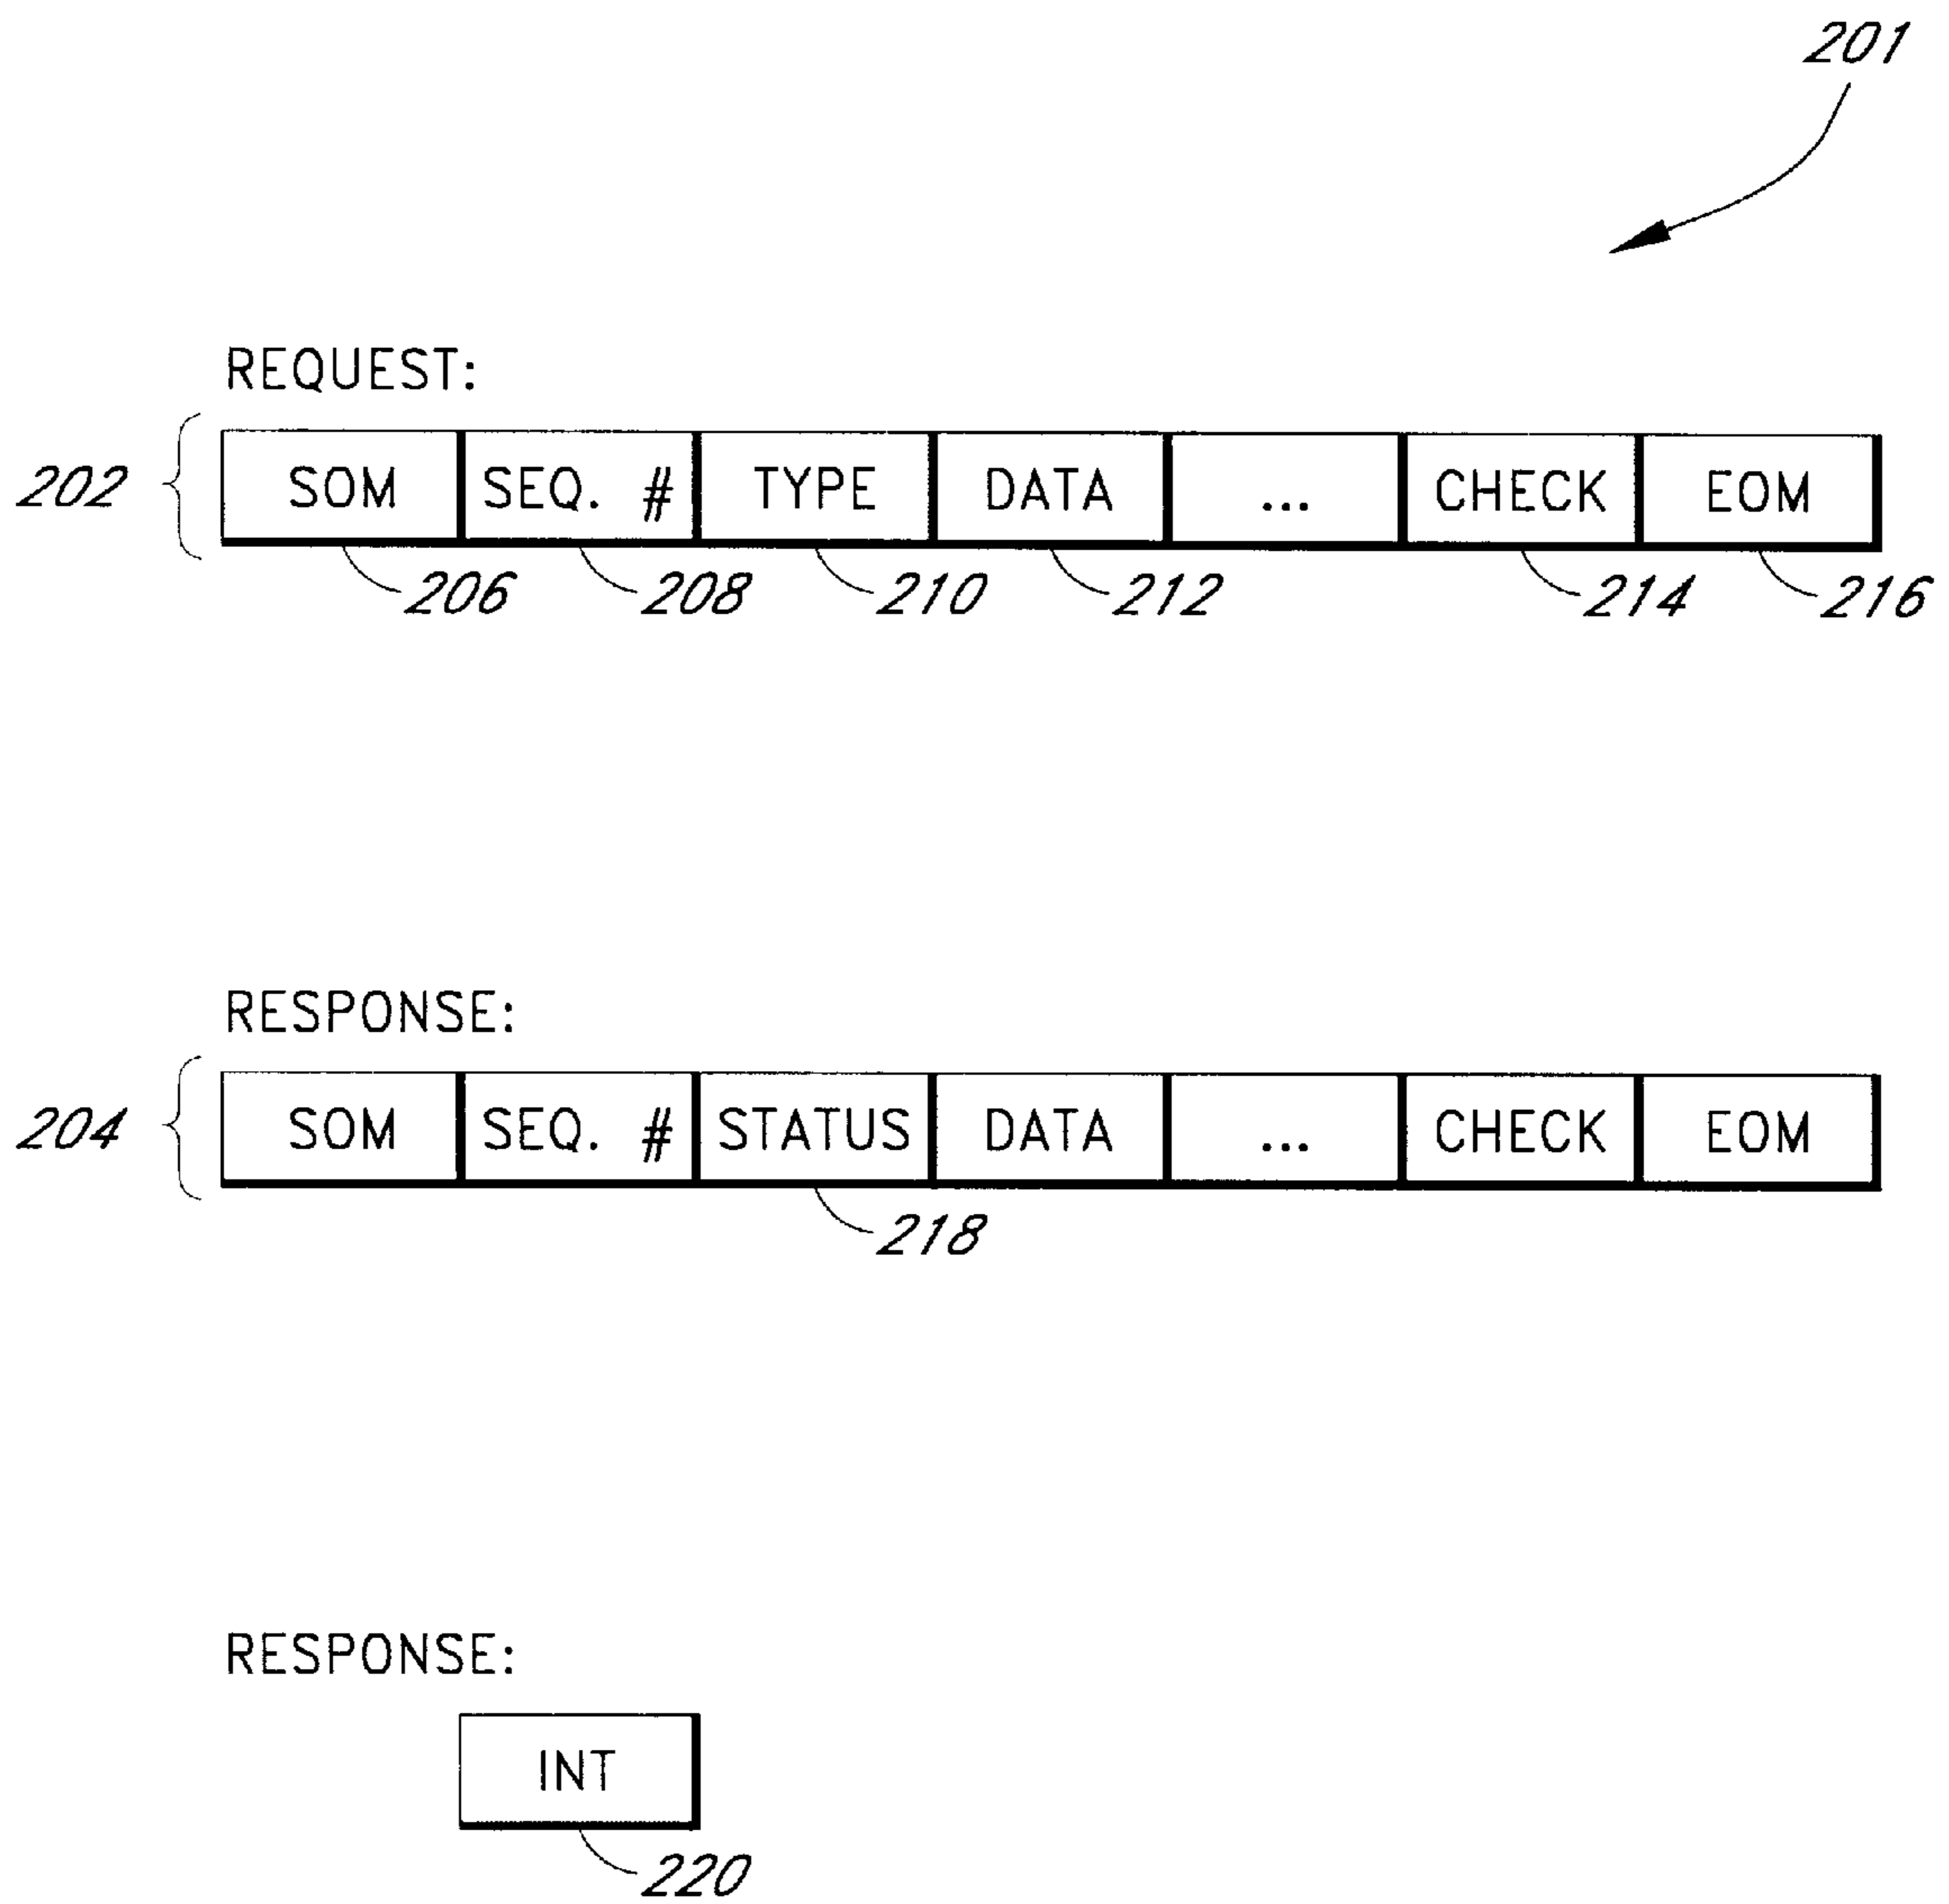 201
REQUEST:
202 SOM SEQ. # TYPE DATA ... CHECK EOM
206 208 210 212 214 216
RESPONSE:
204 SOM SEQ. # STATUS DATA ... CHECK EOM
218
RESPONSE:
INT
220